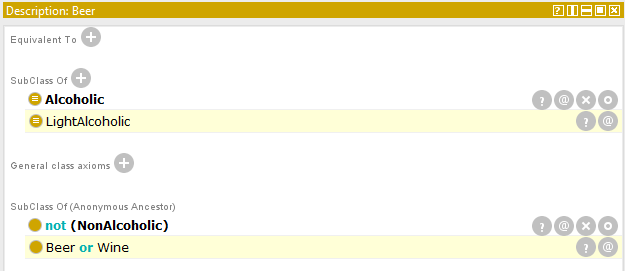 Description: Beer
Equivalent To
SubClass Of
Alcoholic
LightAlcoholic
General class axioms
SubClass Of (Anonymous Ancestor)
not (NonAlcoholic)
Beer or Wine